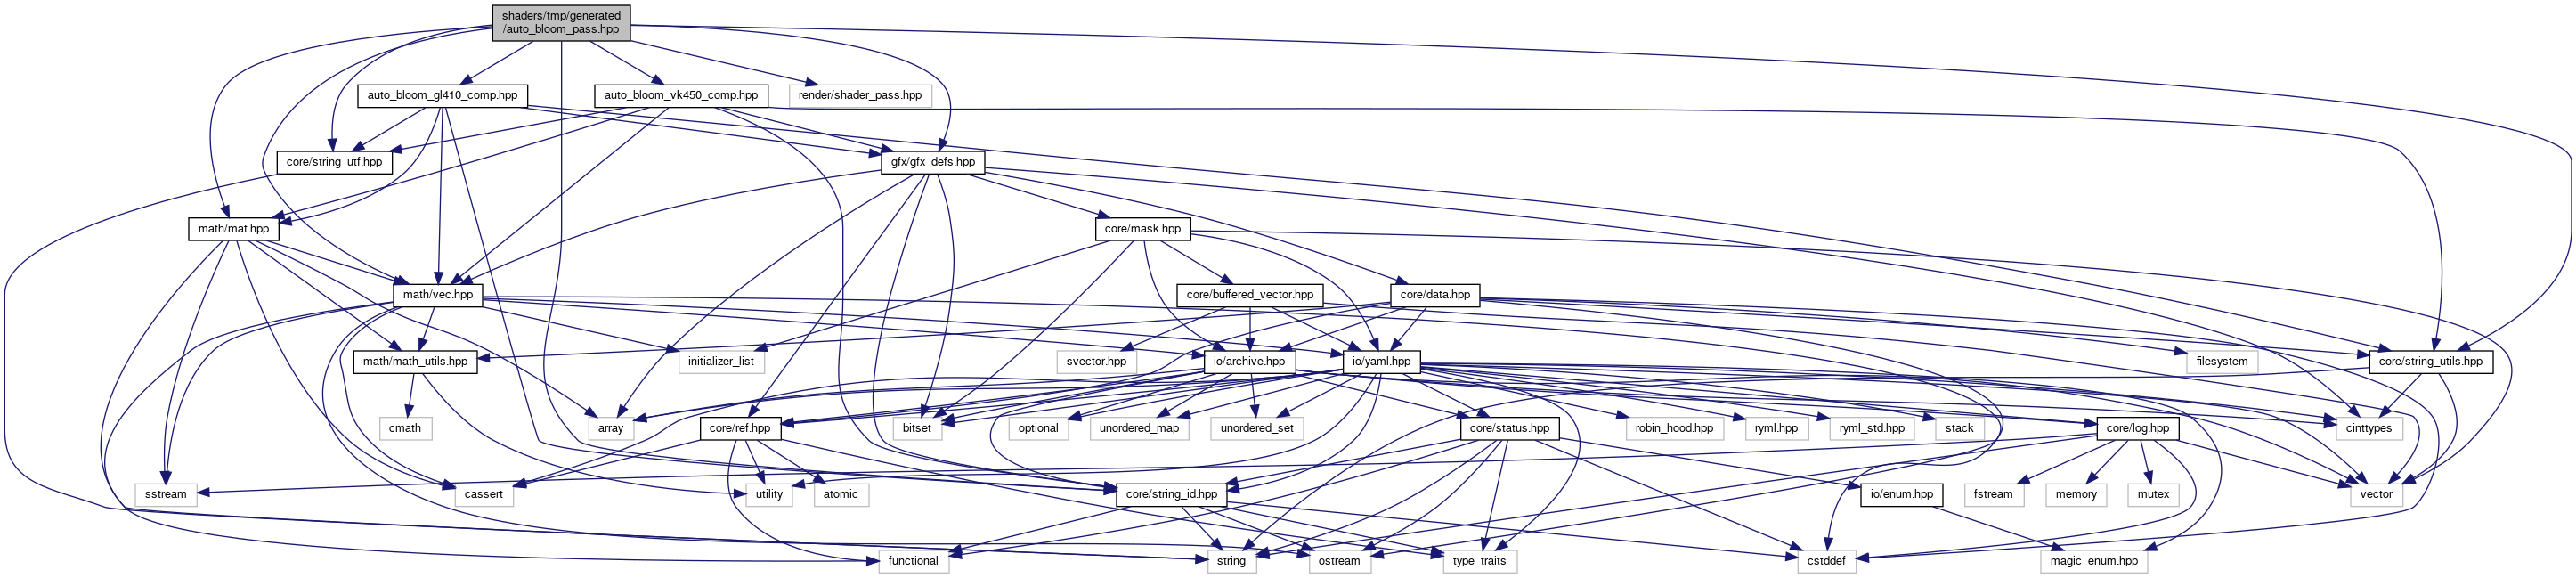 shaders/tmp/generated
/auto_bloom_pass.hpp
auto_bloom_gl410_comp.hpp
auto_bloom_vk450_comp.hpp
render/shader_pass.hpp
core/string_utf.hpp
gfx/gfx_defs.hpp
math/mat.hpp
core/mask.hpp
math/vec.hpp
core/buffered_vector.hpp
core/data.hpp
math/math_utils.hpp
initializer_list
svector.hpp
io/archive.hpp
io/yaml.hpp
filesystem
core/string_utils.hpp
cmath
array
core/ref.hpp
bitset
optional
unordered_map
unordered_set
core/status.hpp
robin_hood.hpp
ryml.hpp
ryml_std.hpp
stack
core/log.hpp
cinttypes
sstream
cassert
utility
atomic
core/string_id.hpp
io/enum.hpp
fstream
memory
mutex
vector
functional
string
ostream
type_traits
cstddef
magic_enum.hpp